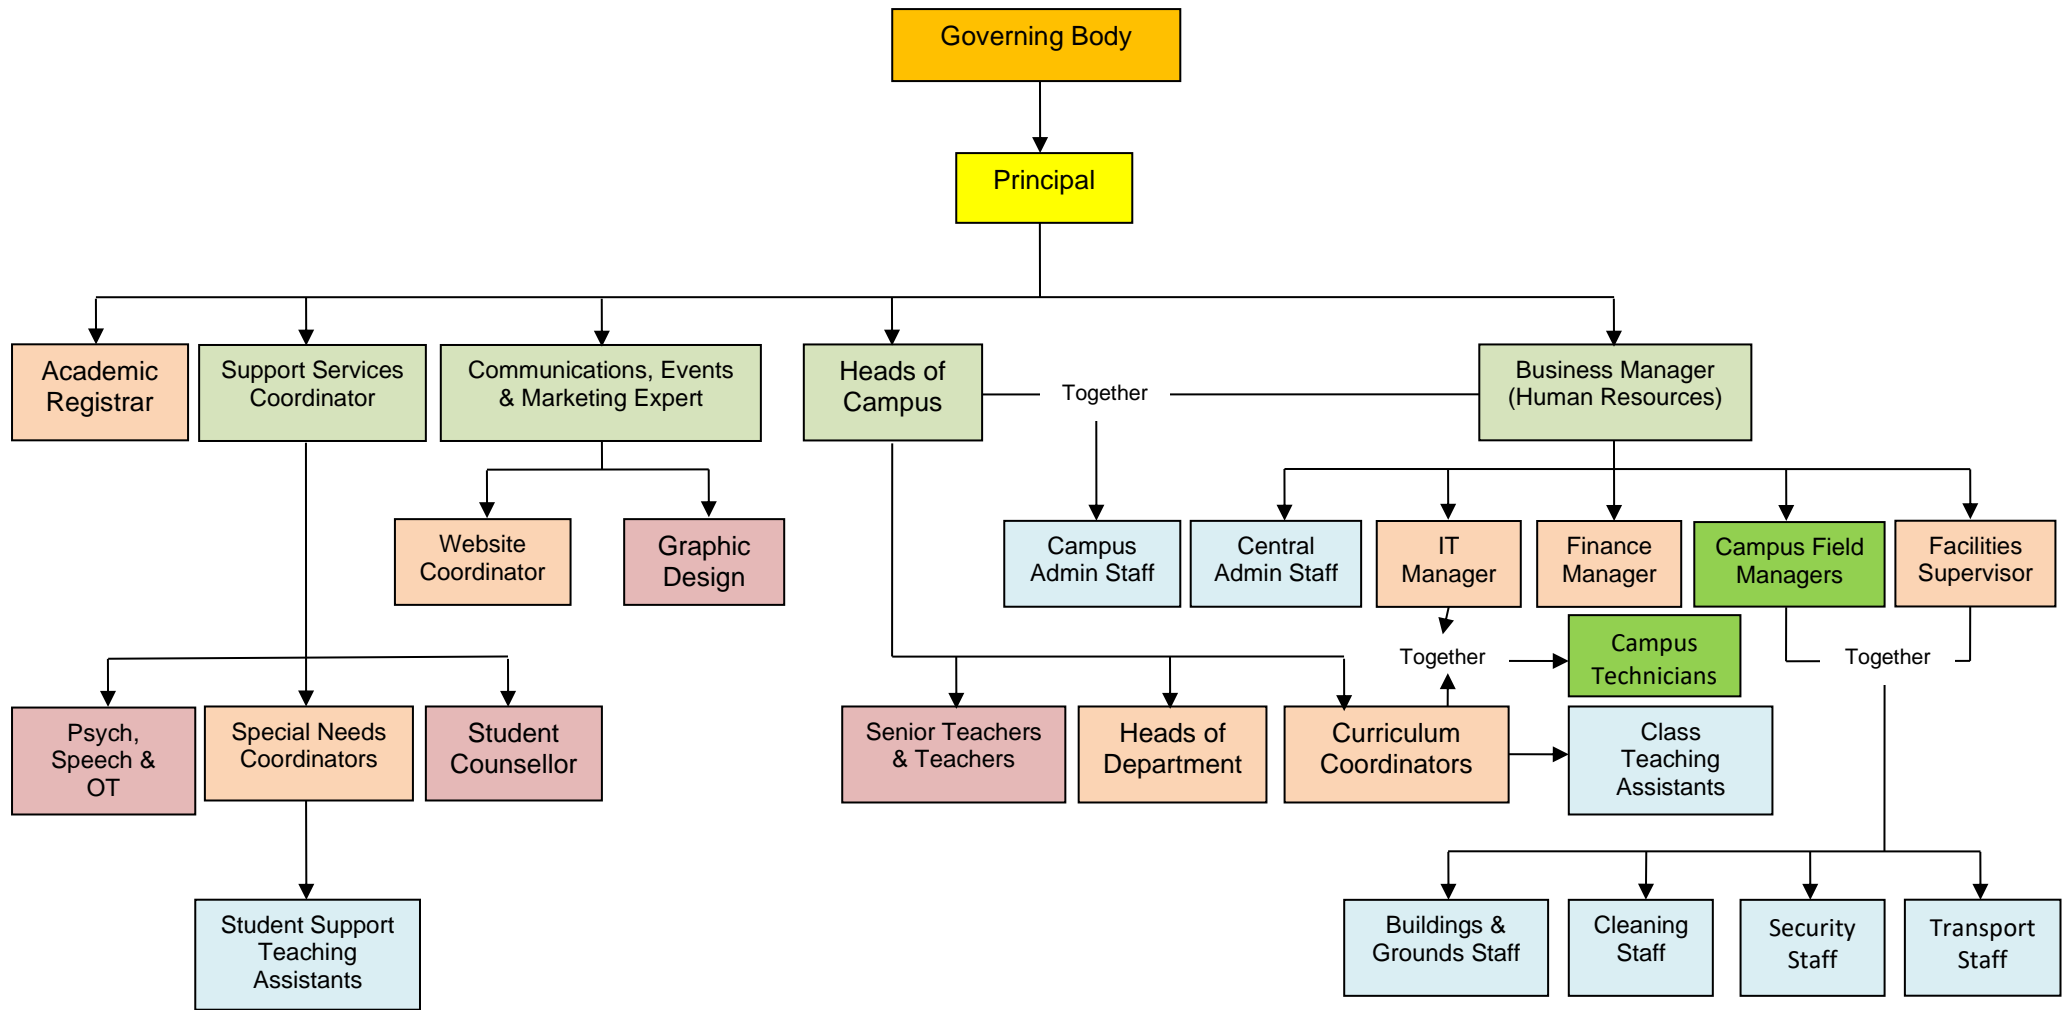 Governing Body
Principal
Academic
Registrar
Support Services
Coordinator
Communications, Events
& Marketing Expert
Heads of
Campus
Together
Business Manager
(Human Resources)
Website
Coordinator
Graphic
Design
Campus
Admin Staff
Central
Admin Staff
IT
Manager
Finance
Manager
Campus Field
Managers
Facilities
Supervisor
Together
Campus
Technicians
Together
Psych,
Speech &
OT
Special Needs
Coordinators
Student
Counsellor
Senior Teachers
& Teachers
Heads of
Department
Curriculum
Coordinators
Class
Teaching
Assistants
Student Support
Teaching
Assistants
Buildings &
Grounds Staff
Cleaning
Staff
Security
Staff
Transport
Staff